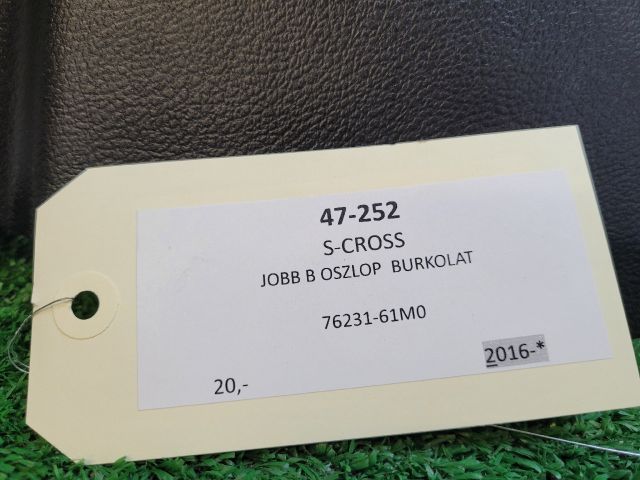 47-252
S-CROSS
JOBB B OSZLOP BURKOLAT
76231-61M0
2016-*
20,-